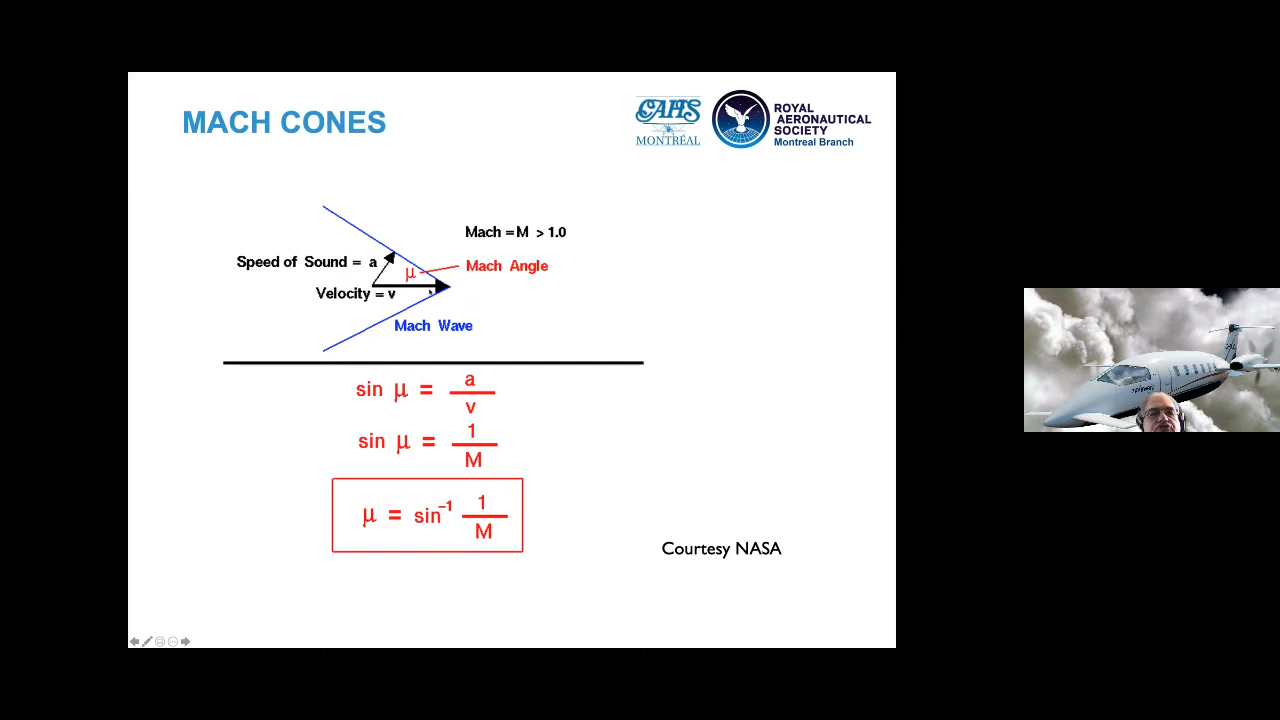 MACH CONES
CAHS
MONTRÉAL
ROYAL
AERONAUTICAL
SOCIETY
Montreal Branch
Mach = M > 1.0
Speed of Sound = a
μ
Mach Angle
Velocity = v
Mach Wave
sin μ = a/v
sin μ = 1/M
μ = sin⁻¹ 1/M
Courtesy NASA